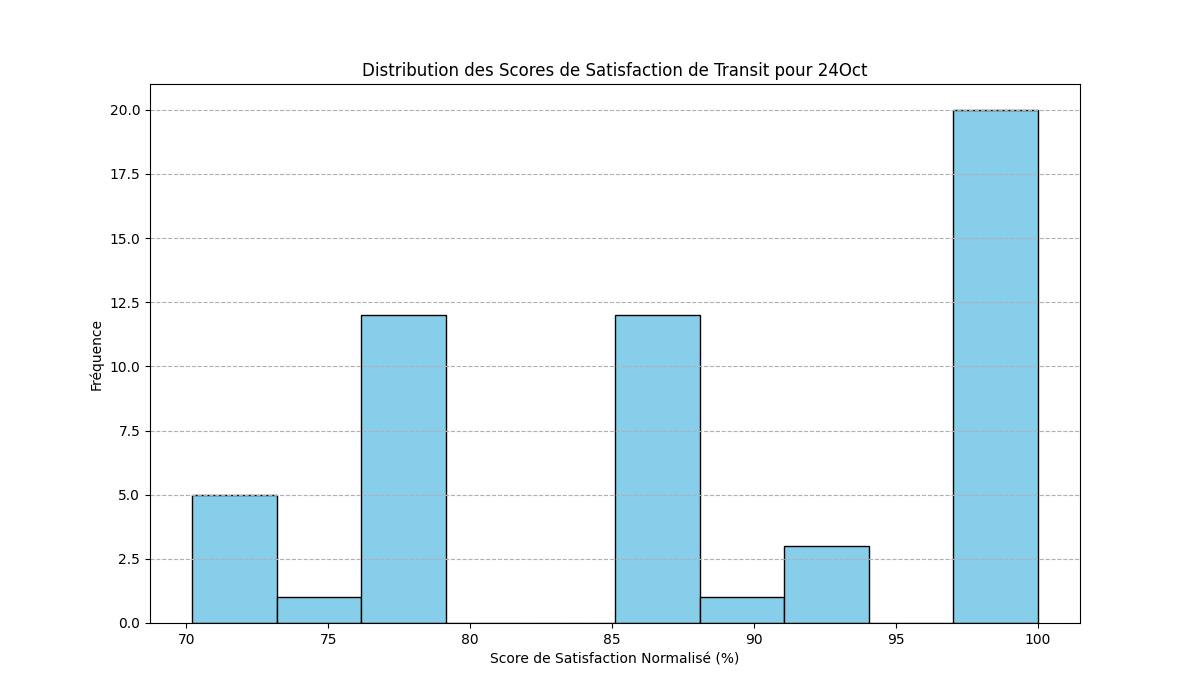 Distribution des Scores de Satisfaction de Transit pour 24Oct
20.0
17.5
15.0
12.5
10.0
7.5
5.0
2.5
0.0
Fréquence
70 75 80 85 90 95 100
Score de Satisfaction Normalisé (%)